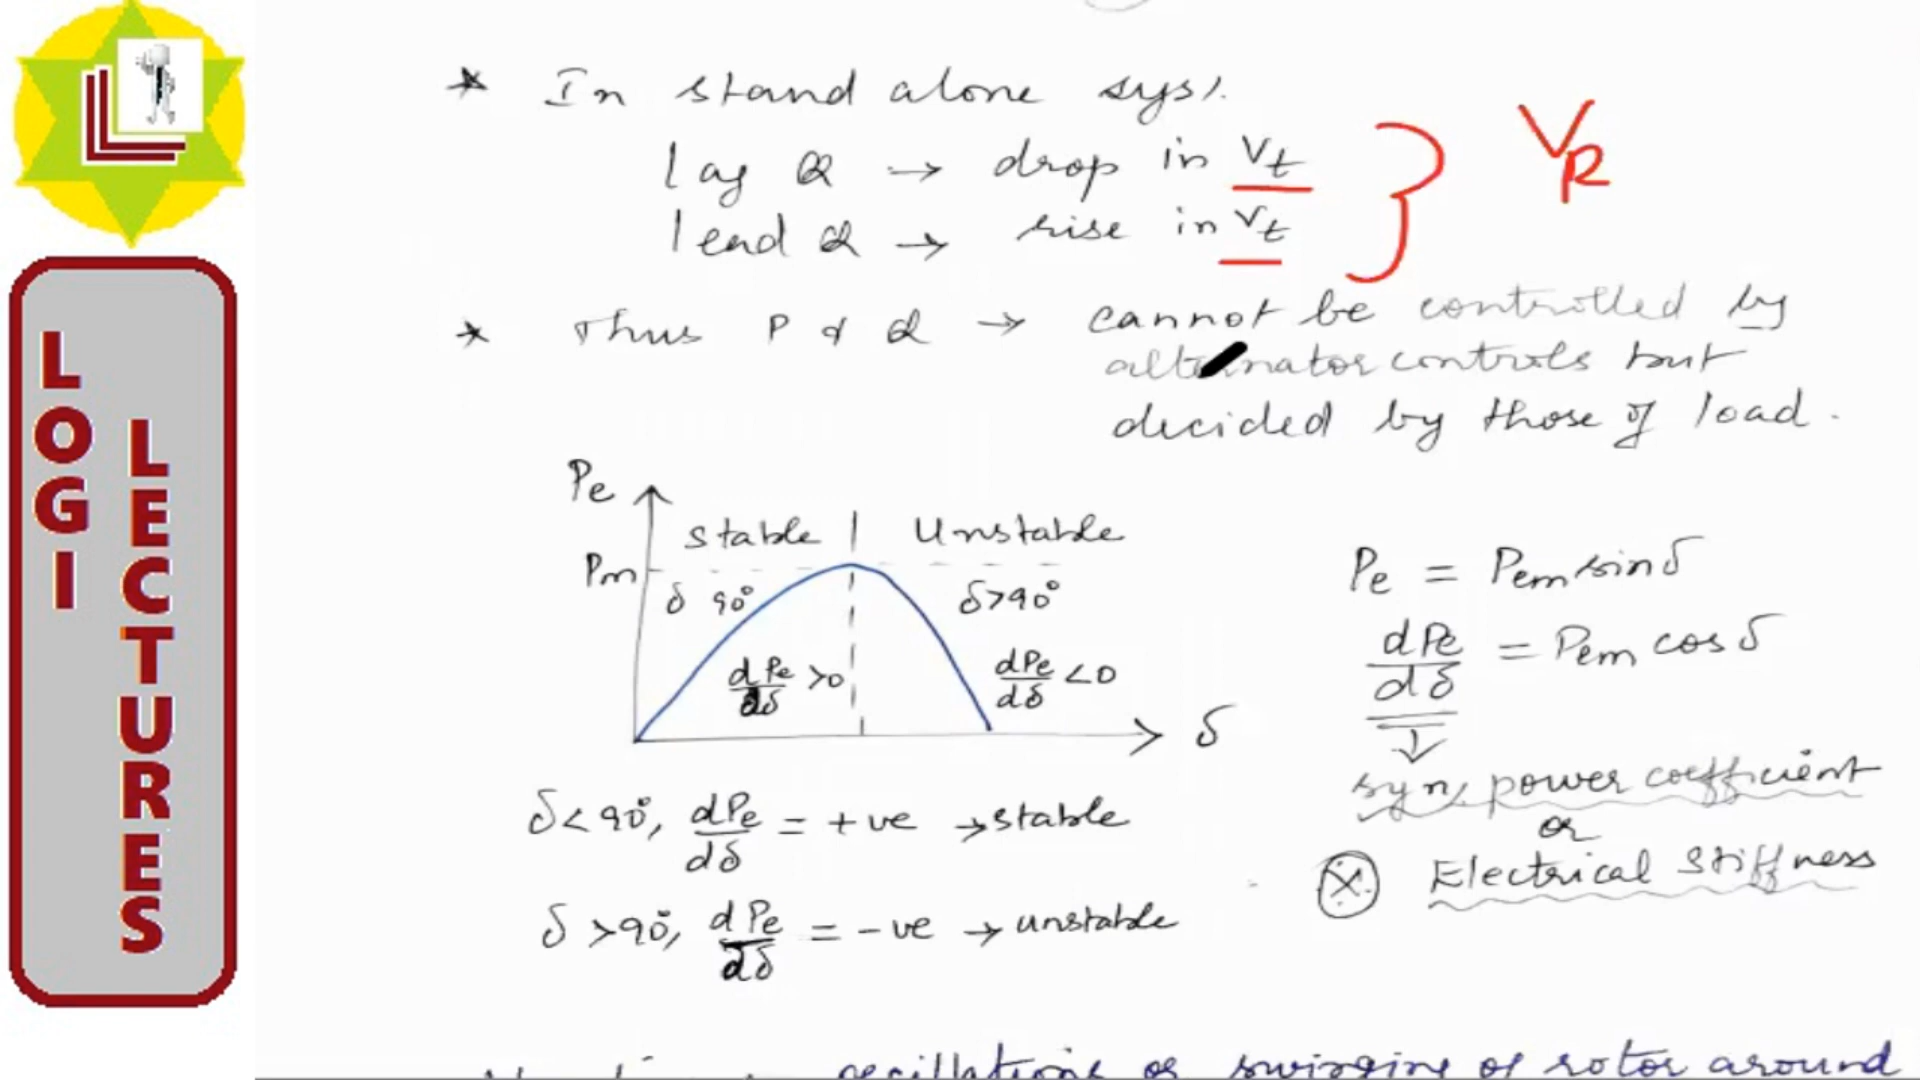 LOGI
LECTURES
* In stand alone sys.
lag Q → drop in Vt
lead Q → rise in Vt
} VR
* Thus P & Q → cannot be controlled by
alternator controls but
decided by those of load.
Pe
stable | Unstable
Pm
δ 90°
δ>90°
dPe/dδ >0
dPe/dδ <0
δ
δ<90°, dPe/dδ = +ve → stable
δ >90°, dPe/dδ = -ve → unstable
Pe = Pem sinδ
dPe/dδ = Pem cosδ
↓
syn. power coefficient
or
Electrical stiffness
oscillations or swinging of rotor around